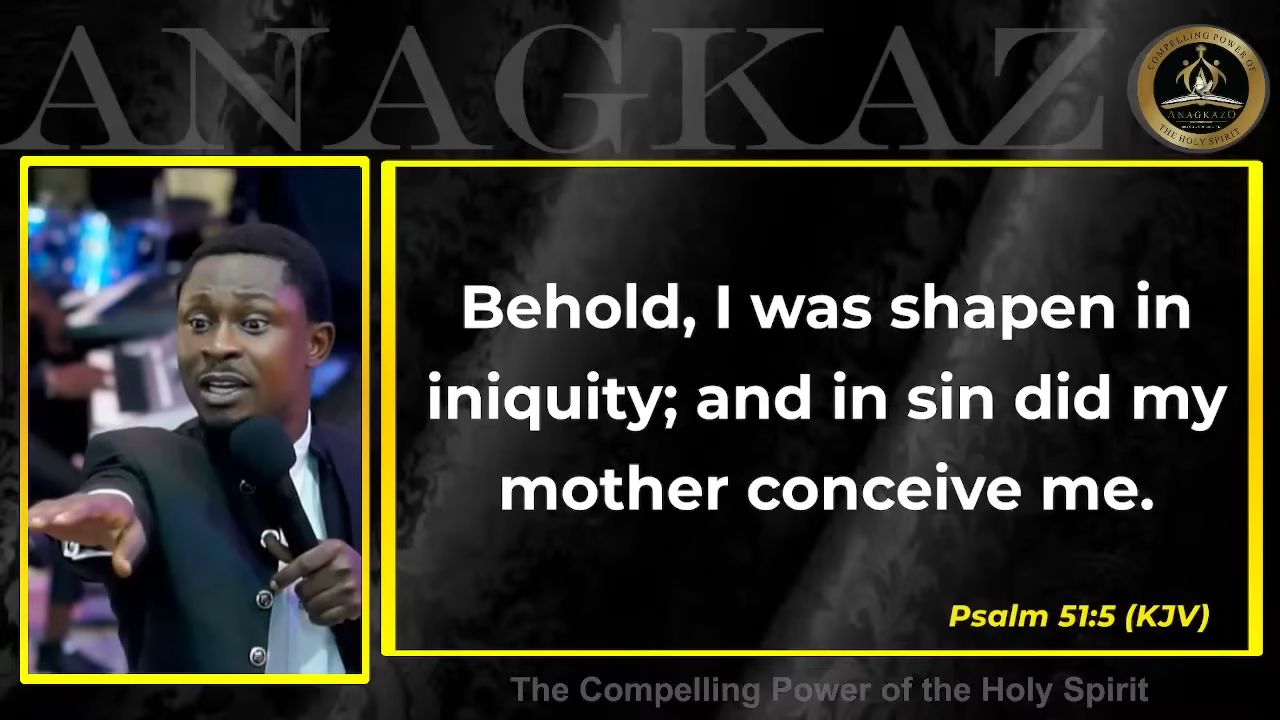 ANAGKAZ
COMPELLING POWER OF
ANAGKAZO
THE HOLY SPIRIT
Behold, I was shapen in
iniquity; and in sin did my
mother conceive me.
Psalm 51:5 (KJV)
The Compelling Power of the Holy Spirit